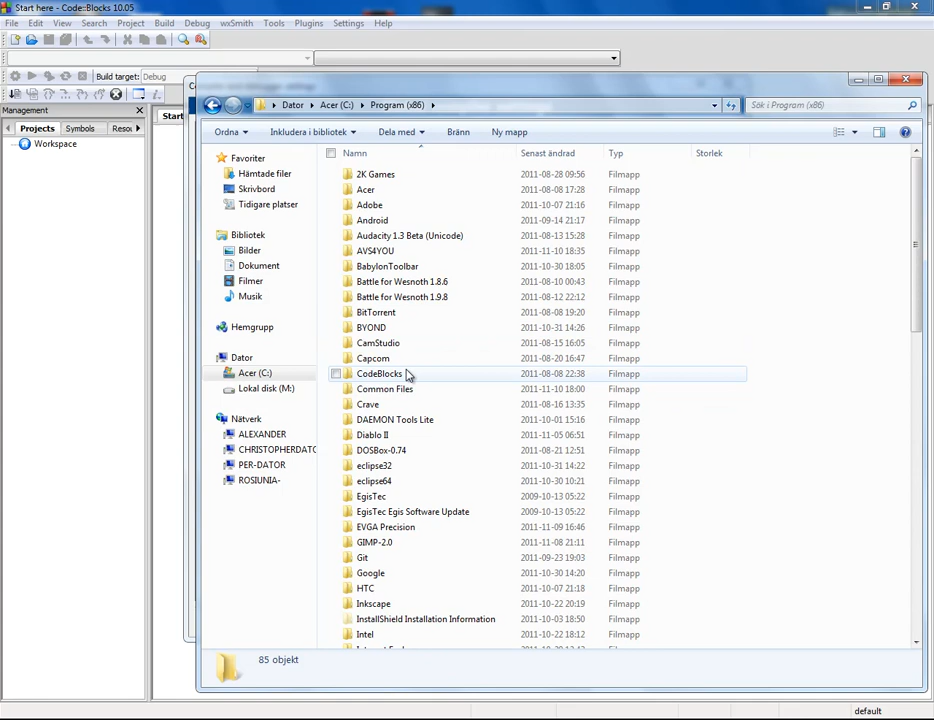 Start here - Code::Blocks 10.05
File Edit View Search Project Build Debug wxSmith Tools Plugins Settings Help
Build target: Debug
Management
Projects Symbols Resou
Workspace
Start
Dator Acer (C:) Program (x86)
Sök i Program (x86)
Ordna Inkludera i bibliotek Dela med Bränn Ny mapp
Namn Senast ändrad Typ Storlek
Favoriter
Hämtade filer
Skrivbord
Tidigare platser
Bibliotek
Bilder
Dokument
Filmer
Musik
Hemgrupp
Dator
Acer (C:)
Lokal disk (M:)
Nätverk
ALEXANDER
CHRISTOPHERDATO
PER-DATOR
ROSIUNIA-
2K Games 2011-08-28 09:56 Filmapp
Acer 2011-08-08 17:28 Filmapp
Adobe 2011-10-07 21:16 Filmapp
Android 2011-09-14 21:17 Filmapp
Audacity 1.3 Beta (Unicode) 2011-08-13 15:28 Filmapp
AVS4YOU 2011-11-10 18:35 Filmapp
BabylonToolbar 2011-10-30 18:05 Filmapp
Battle for Wesnoth 1.8.6 2011-08-10 00:43 Filmapp
Battle for Wesnoth 1.9.8 2011-08-12 22:12 Filmapp
BitTorrent 2011-08-08 19:20 Filmapp
BYOND 2011-10-31 14:26 Filmapp
CamStudio 2011-08-15 16:05 Filmapp
Capcom 2011-08-20 16:47 Filmapp
CodeBlocks 2011-08-08 22:38 Filmapp
Common Files 2011-11-10 18:00 Filmapp
Crave 2011-08-16 13:35 Filmapp
DAEMON Tools Lite 2011-10-01 15:16 Filmapp
Diablo II 2011-11-05 06:51 Filmapp
DOSBox-0.74 2011-08-21 12:51 Filmapp
eclipse32 2011-10-31 14:22 Filmapp
eclipse64 2011-10-30 10:21 Filmapp
EgisTec 2009-10-13 05:22 Filmapp
EgisTec Egis Software Update 2009-10-13 05:22 Filmapp
EVGA Precision 2011-11-09 16:46 Filmapp
GIMP-2.0 2011-11-08 21:11 Filmapp
Git 2011-09-23 19:03 Filmapp
Google 2011-10-30 14:20 Filmapp
HTC 2011-10-07 21:18 Filmapp
Inkscape 2011-10-22 20:19 Filmapp
InstallShield Installation Information 2011-10-03 18:50 Filmapp
Intel 2011-10-22 18:12 Filmapp
85 objekt
default